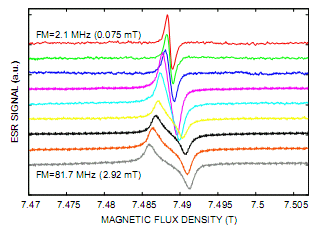 FM=2.1 MHz (0.075 mT)
ESR SIGNAL (a.u.)
FM=81.7 MHz (2.92 mT)
7.47 7.475 7.48 7.485 7.49 7.495 7.5 7.505
MAGNETIC FLUX DENSITY (T)